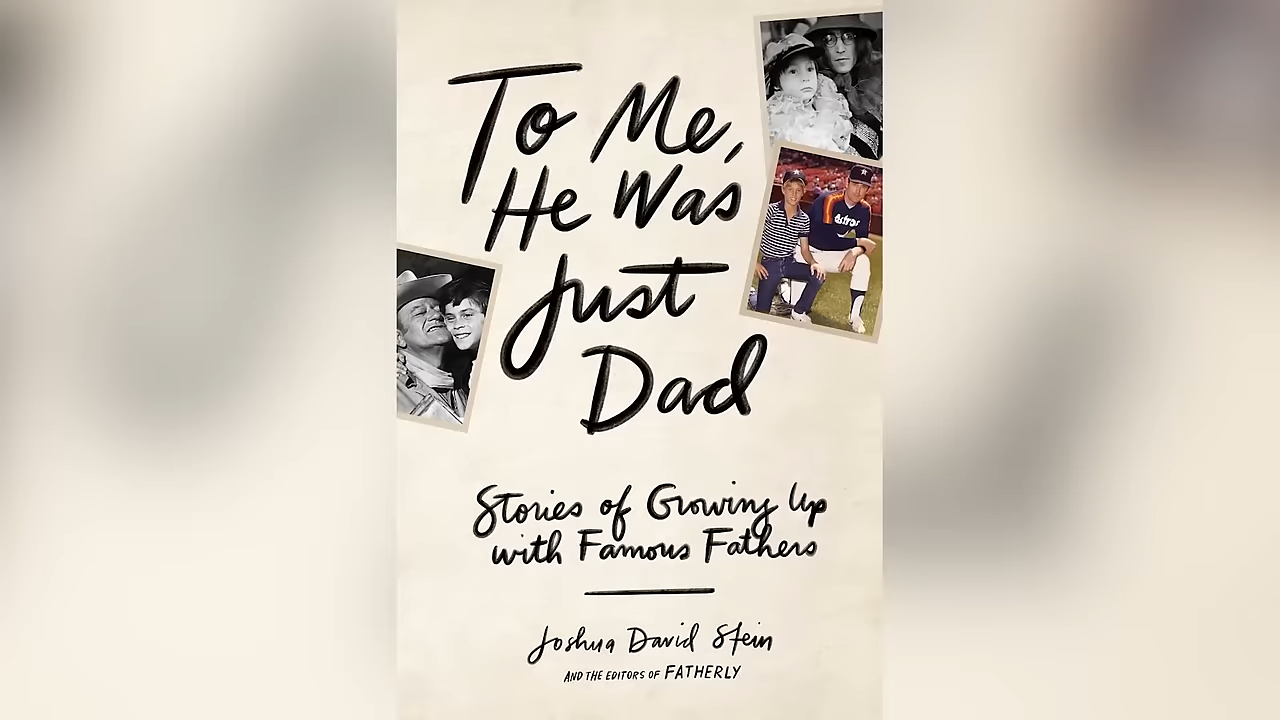 To Me,
He Was
Just
Dad
Astros
Stories of Growing Up
with Famous Fathers
Joshua David Stein
AND THE EDITORS OF FATHERLY